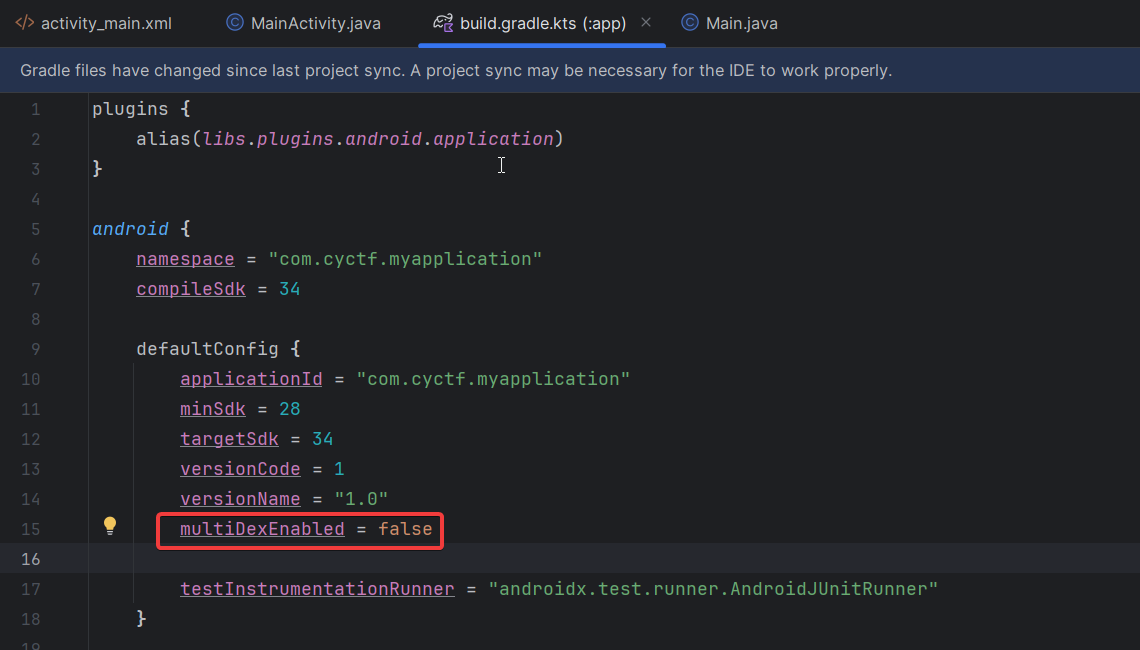 activity_main.xml MainActivity.java build.gradle.kts (:app) Main.java
Gradle files have changed since last project sync. A project sync may be necessary for the IDE to work properly.
1 plugins {
2 alias(libs.plugins.android.application)
3 }
4
5 android {
6 namespace = "com.cyctf.myapplication"
7 compileSdk = 34
8
9 defaultConfig {
10 applicationId = "com.cyctf.myapplication"
11 minSdk = 28
12 targetSdk = 34
13 versionCode = 1
14 versionName = "1.0"
15 multiDexEnabled = false
16
17 testInstrumentationRunner = "androidx.test.runner.AndroidJUnitRunner"
18 }
19